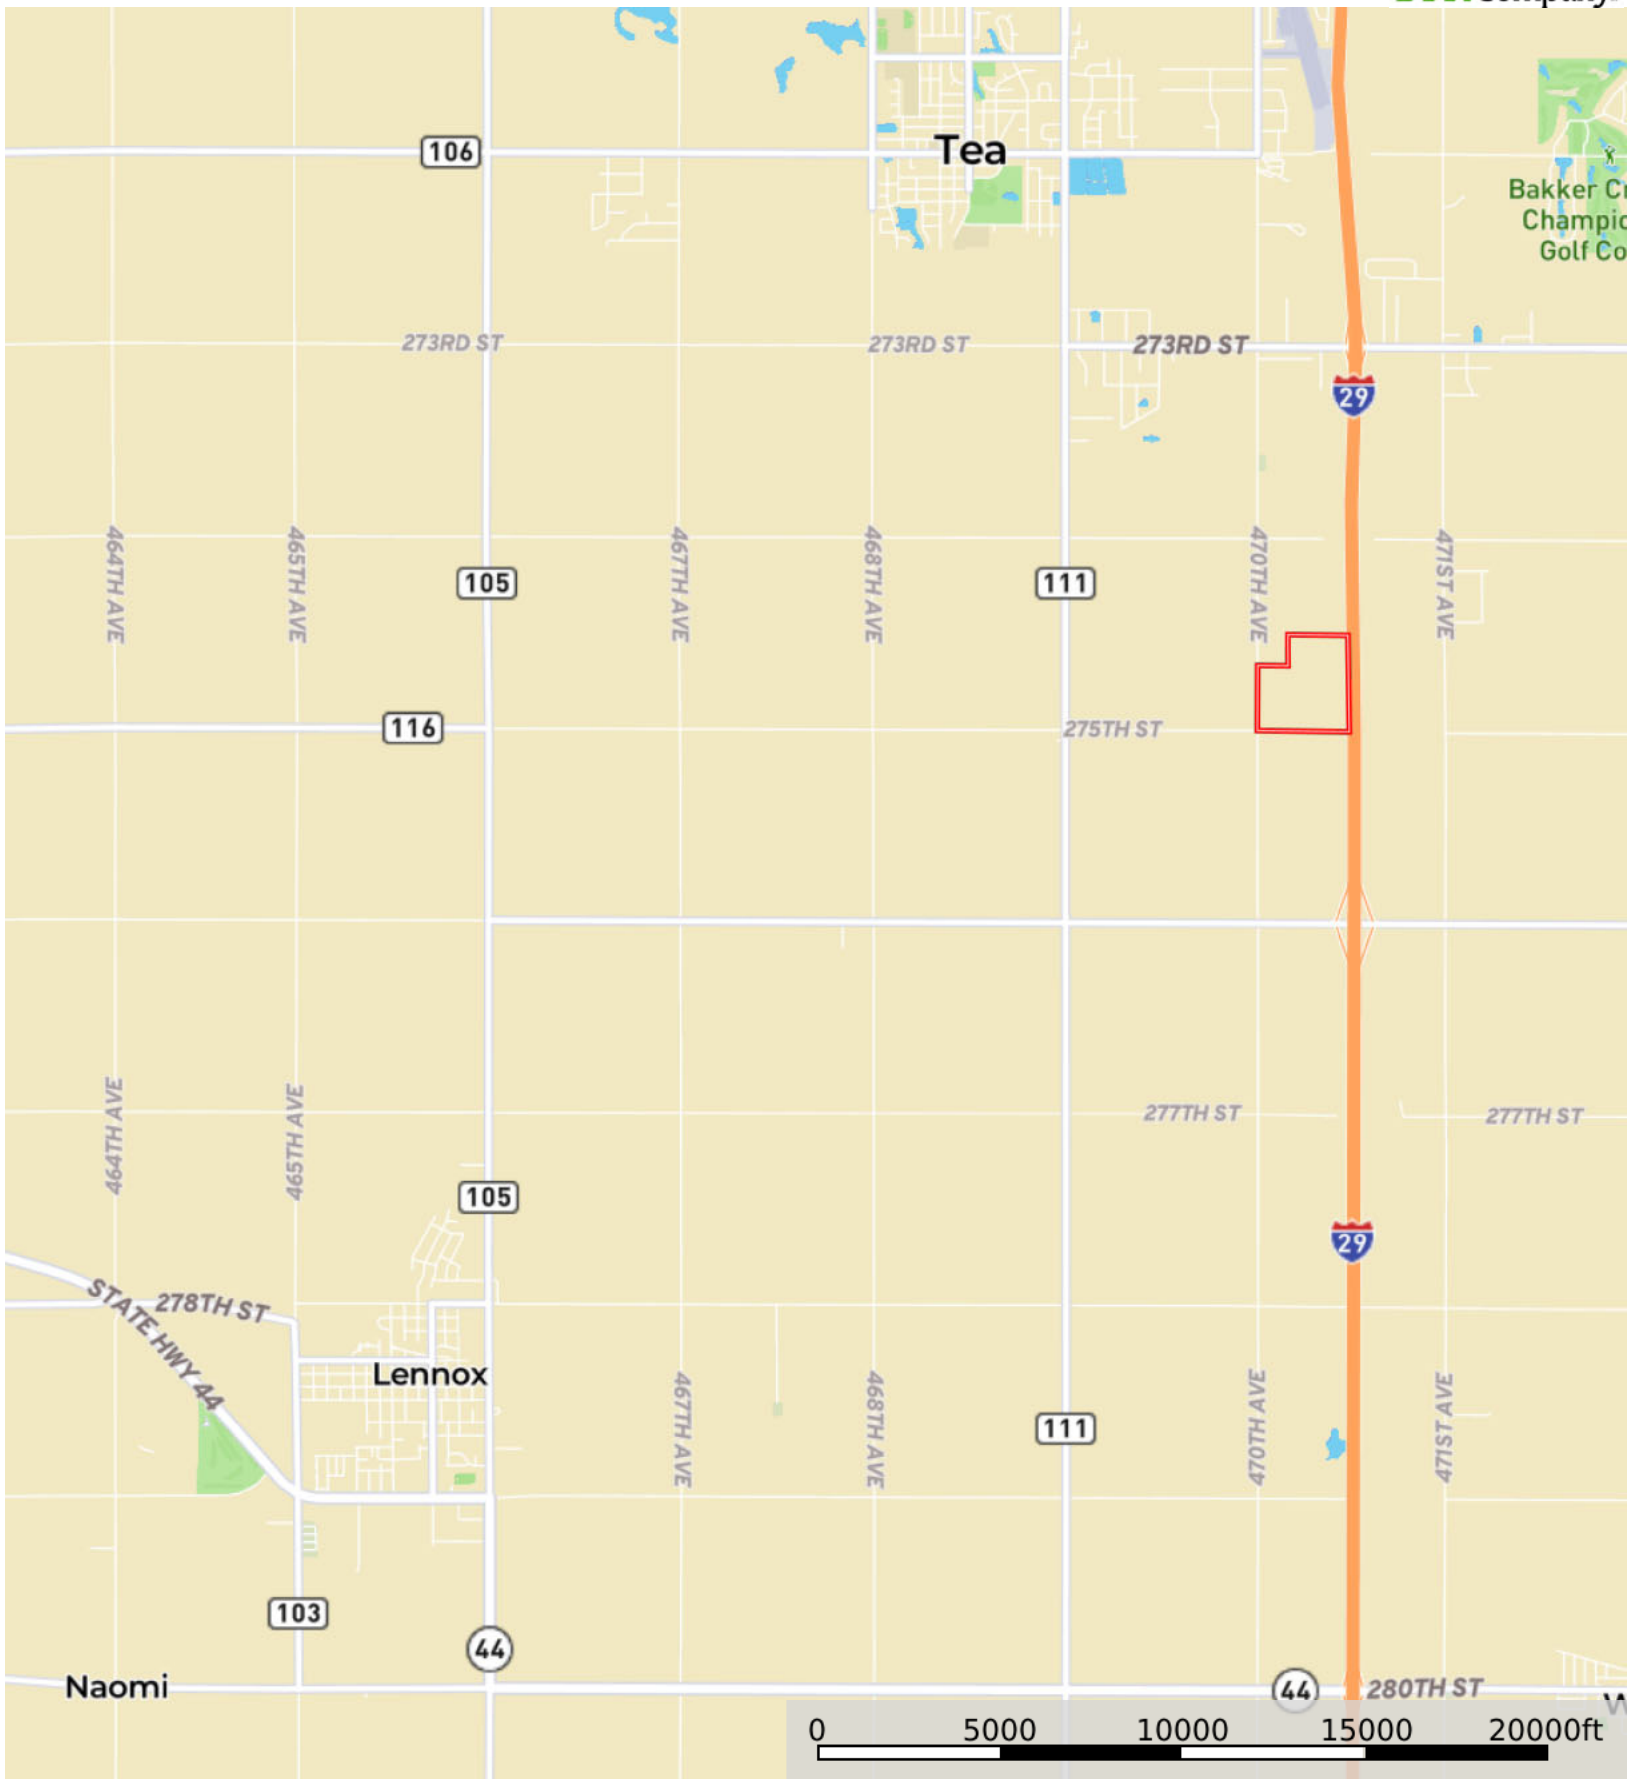 Company
Tea
106
Bakker
Golf
273RD ST
273RD ST
273RD ST
29
464TH AVE
465TH AVE
467TH AVE
468TH AVE
470TH AVE
471ST AVE
105
111
116
275TH ST
277TH ST
277TH ST
464TH AVE
465TH AVE
105
29
STATE HWY 44
278TH ST
Lennox
467TH AVE
468TH AVE
111
470TH AVE
471ST AVE
103
44
Naomi
44
280TH ST
W
0 5000 10000 15000 20000ft